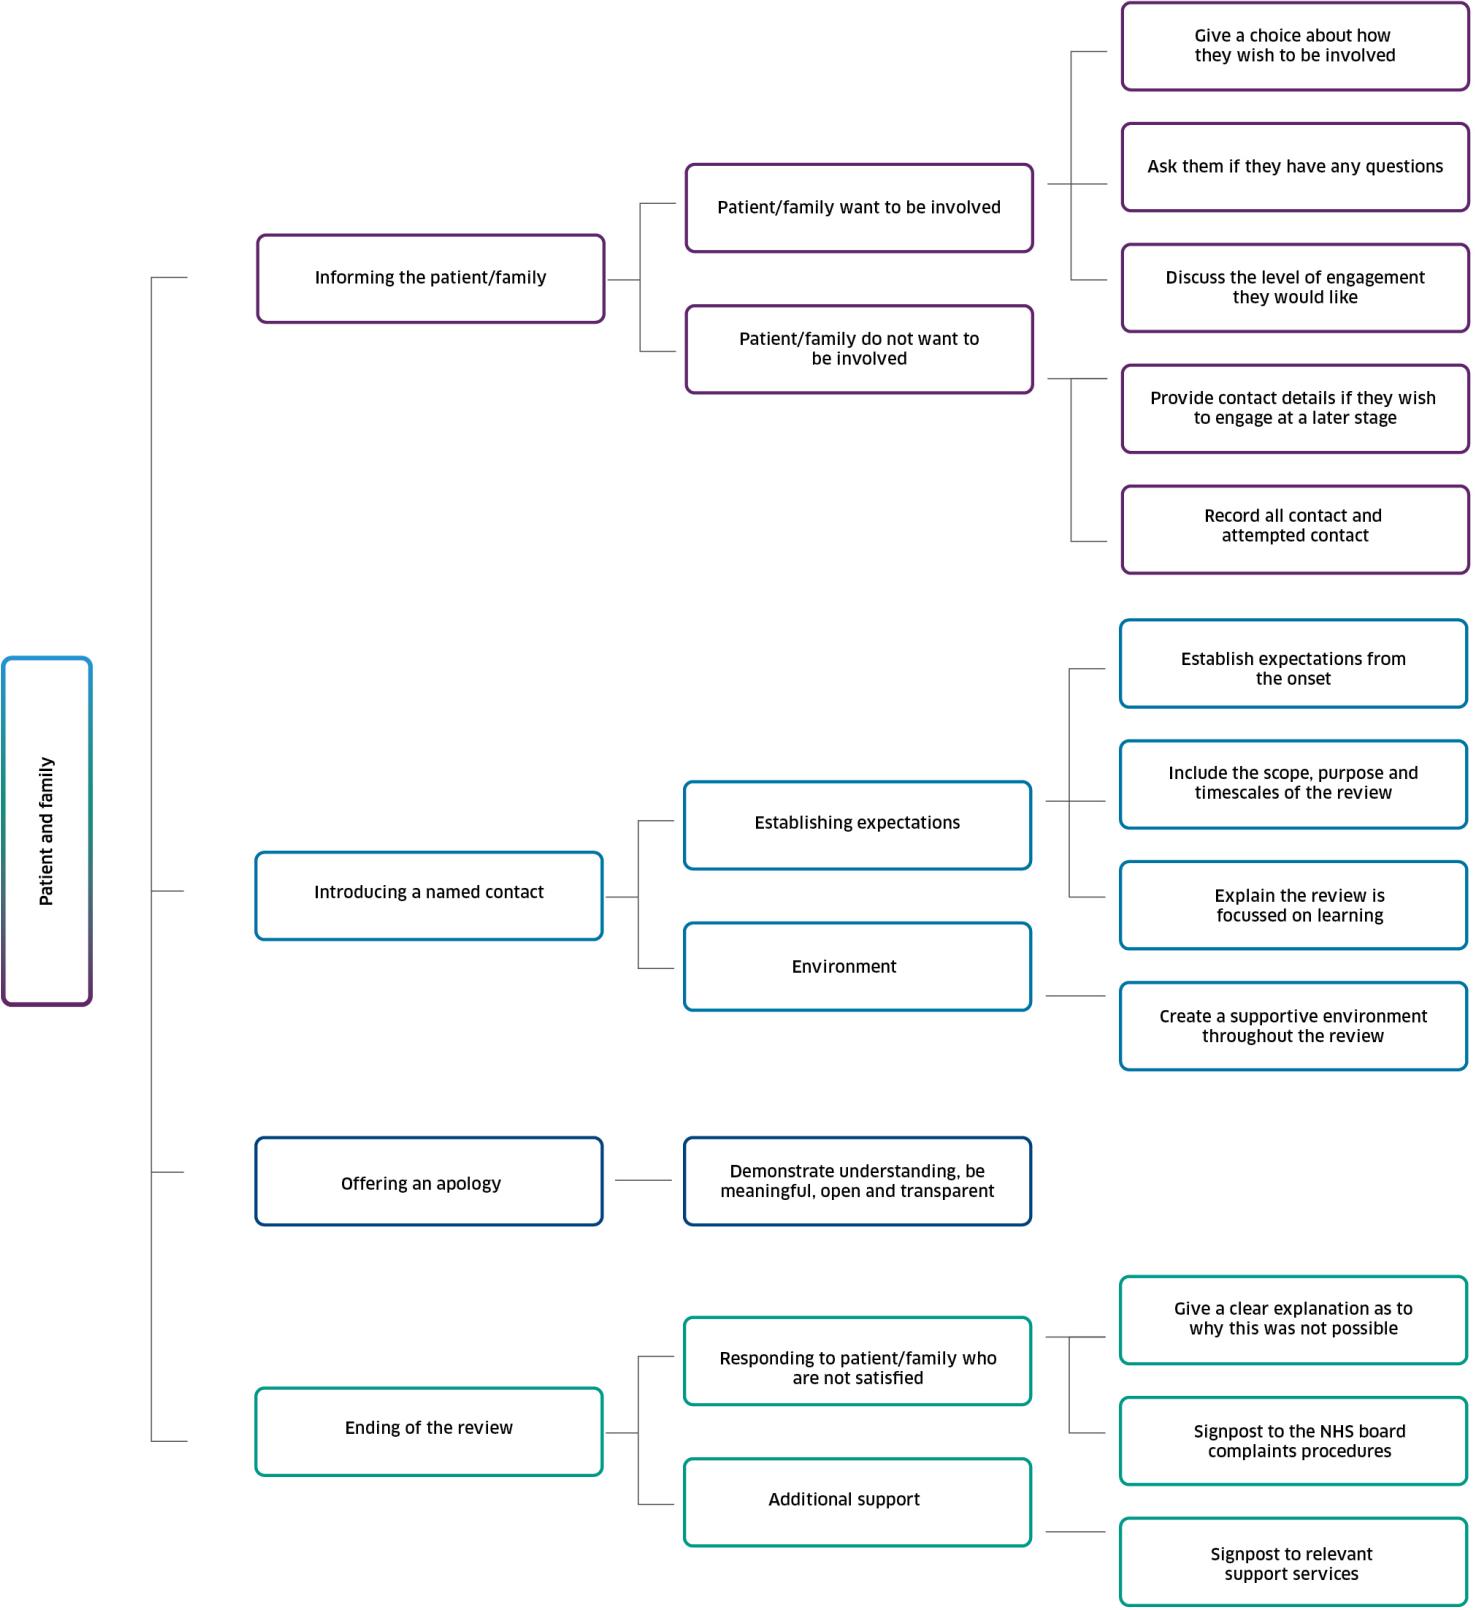 Patient and family
Informing the patient/family
Patient/family want to be involved
Give a choice about how
they wish to be involved
Ask them if they have any questions
Discuss the level of engagement
they would like
Patient/family do not want to
be involved
Provide contact details if they wish
to engage at a later stage
Record all contact and
attempted contact
Introducing a named contact
Establishing expectations
Establish expectations from
the onset
Include the scope, purpose and
timescales of the review
Explain the review is
focussed on learning
Environment
Create a supportive environment
throughout the review
Offering an apology
Demonstrate understanding, be
meaningful, open and transparent
Ending of the review
Responding to patient/family who
are not satisfied
Give a clear explanation as to
why this was not possible
Signpost to the NHS board
complaints procedures
Additional support
Signpost to relevant
support services